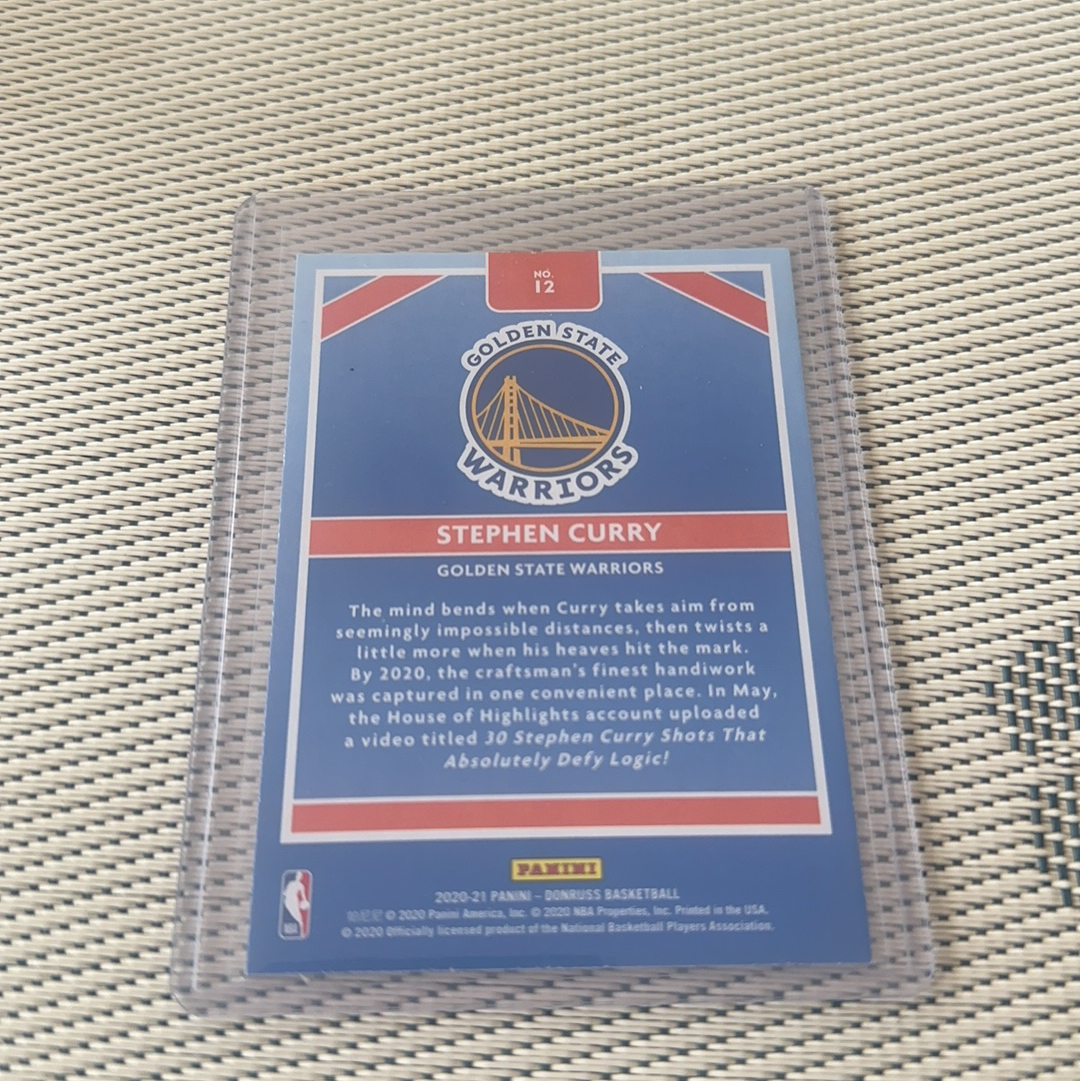 NO.
12
GOLDEN STATE
WARRIORS
STEPHEN CURRY
GOLDEN STATE WARRIORS
The mind bends when Curry takes aim from
seemingly impossible distances, then twists a
little more when his heaves hit the mark.
By 2020, the craftsman's finest handiwork
was captured in one convenient place. In May,
the House of Highlights account uploaded
a video titled 30 Stephen Curry Shots That
Absolutely Defy Logic!
PANINI
2020-21 PANINI – DONRUSS BASKETBALL
帕尼尼 © 2020 Panini America, Inc. © 2020 NBA Properties, Inc. Printed in the USA.
© 2020 Officially licensed product of the National Basketball Players Association.
NBA